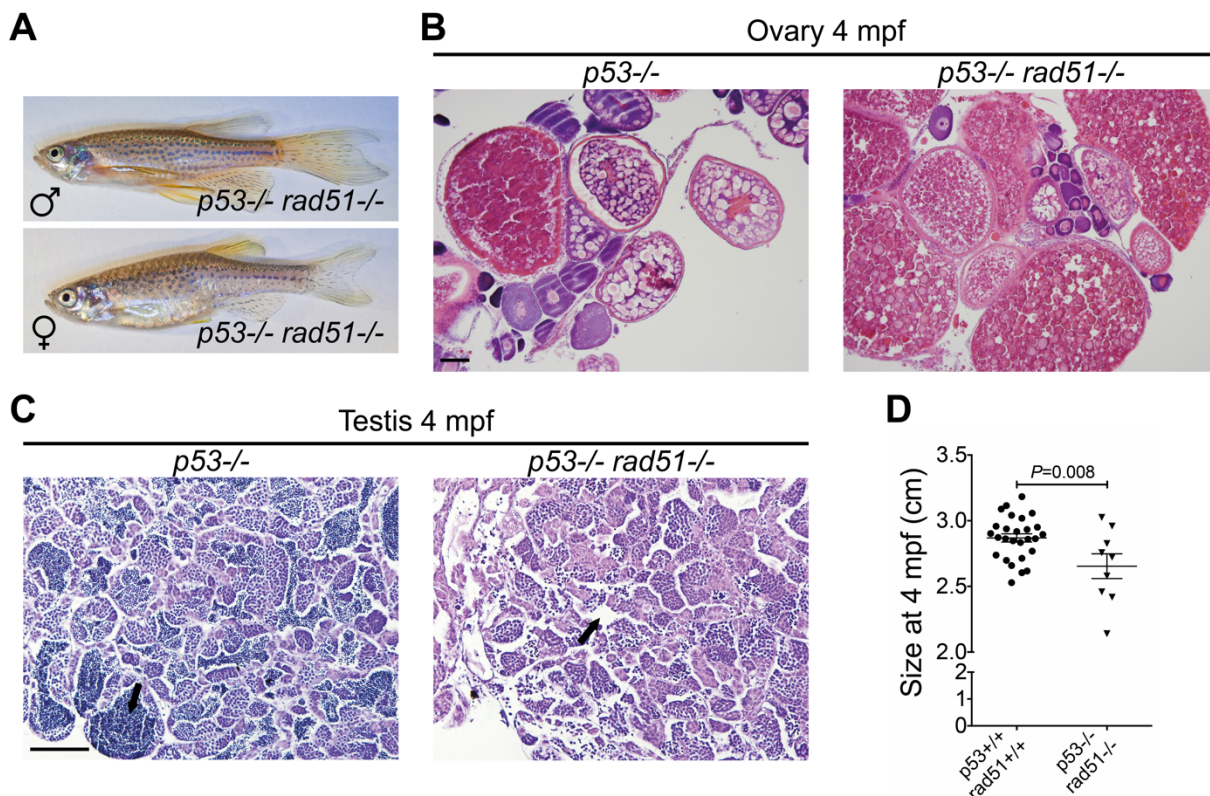 A
♂
p53-/- rad51-/-
♀
p53-/- rad51-/-
B
Ovary 4 mpf
p53-/-
p53-/- rad51-/-
C
Testis 4 mpf
p53-/-
p53-/- rad51-/-
D
Size at 4 mpf (cm)
3.5
3.0
2.5
2.0
2
1
0
P=0.008
p53+/+
rad51+/+
p53-/-
rad51-/-